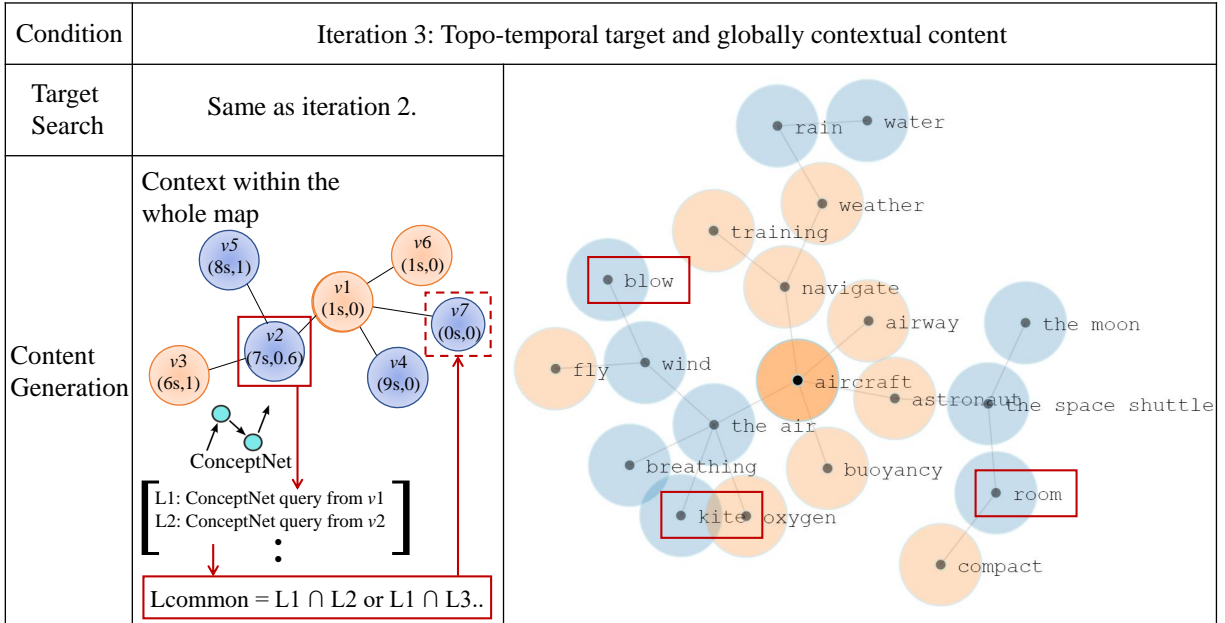 Condition
Iteration 3: Topo-temporal target and globally contextual content
Target
Search
Same as iteration 2.
Content
Generation
Context within the
whole map
v5
(8s,1)
v6
(1s,0)
v1
(1s,0)
v7
(0s,0)
v2
(7s,0.6)
v3
(6s,1)
v4
(9s,0)
ConceptNet
L1: ConceptNet query from v1
L2: ConceptNet query from v2
Lcommon = L1 ∩ L2 or L1 ∩ L3..
rain
water
weather
training
blow
navigate
airway
the moon
wind
fly
aircraft
astronaut
the space shuttle
the air
breathing
buoyancy
room
kite
oxygen
compact